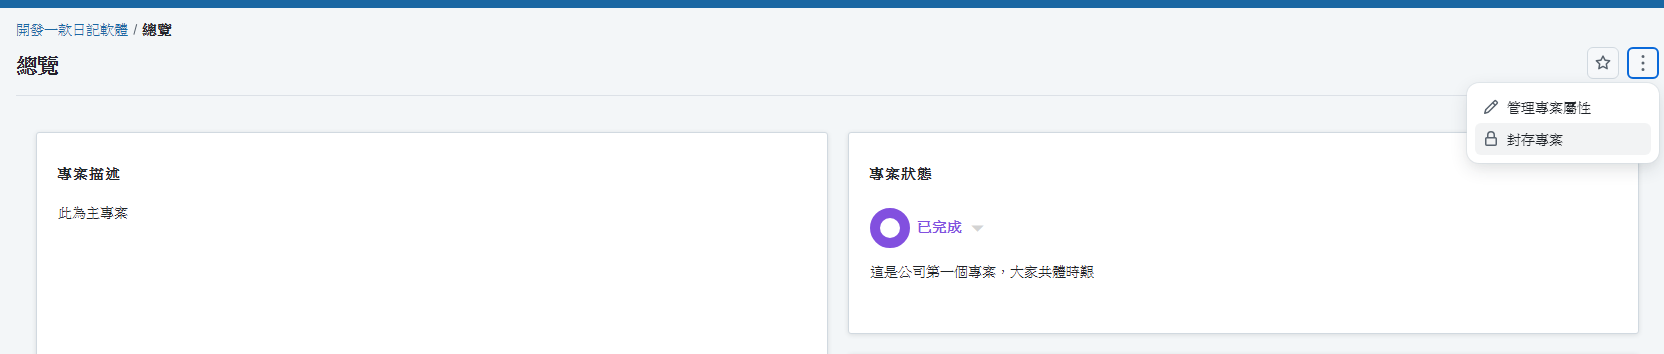 開發一款日記軟體 / 總覽
總覽
管理專案屬性
封存專案
專案描述
此為主專案
專案狀態
已完成
這是公司第一個專案，大家共體時艱